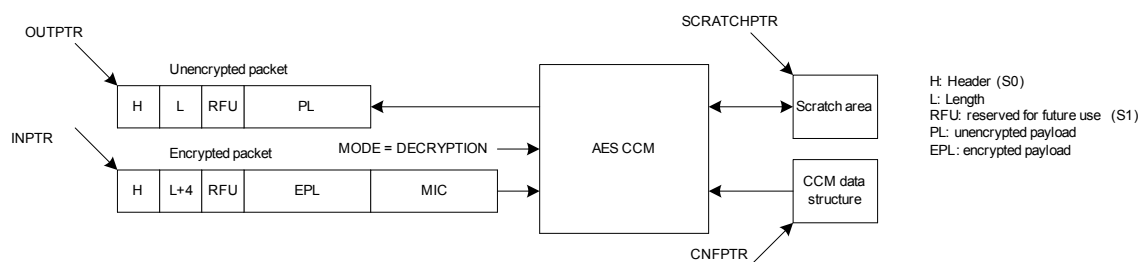 SCRATCHPTR
OUTPTR
Unencrypted packet
H L RFU PL
Scratch area
H: Header (S0)
L: Length
RFU: reserved for future use (S1)
PL: unencrypted payload
EPL: encrypted payload
INPTR
MODE = DECRYPTION
AES CCM
Encrypted packet
H L+4 RFU EPL MIC
CCM data
structure
CNFPTR